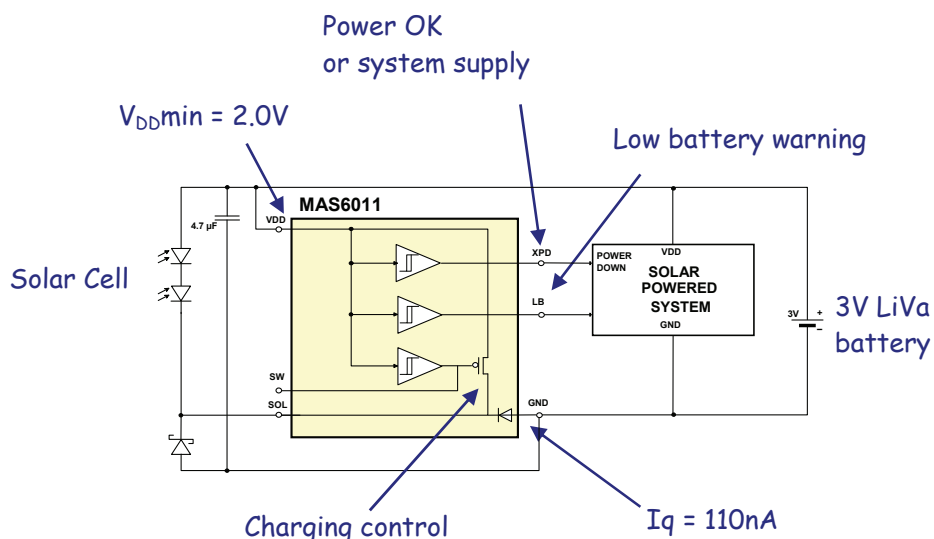 Power OK
or system supply
V_DDmin = 2.0V
Low battery warning
MAS6011
VDD
4.7 µF
XPD
VDD
POWER
DOWN
SOLAR
POWERED
SYSTEM
GND
Solar Cell
LB
3V
+
–
3V LiVa
battery
SW
SOL
GND
Charging control
Iq = 110nA